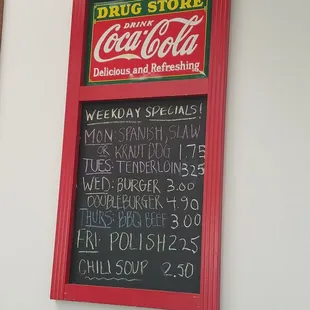 DRUG STORE
DRINK
Coca-Cola
Delicious and Refreshing
WEEKDAY SPECIALS!
MON: SPANISH, SLAW
OR KRAUT DOG 1.75
TUES: TENDERLOIN 3.25
WED: BURGER 3.00
DOUBLEBURGER 4.90
THURS: BBQ BEEF 3.00
FRI: POLISH 2.25
CHILI SOUP 2.50